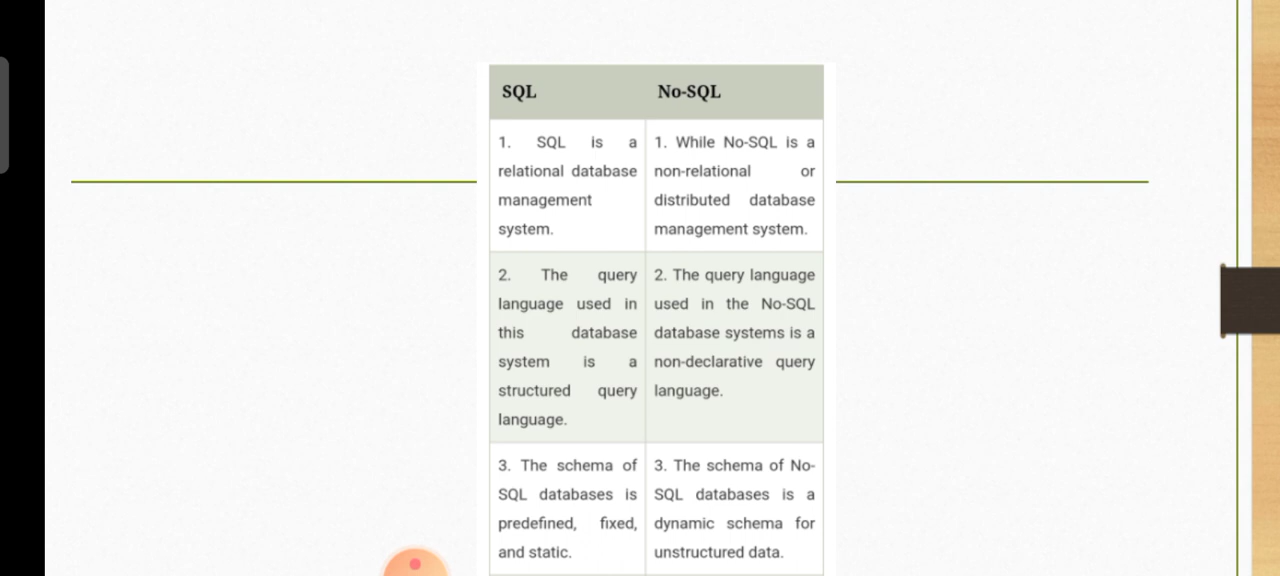 SQL
No-SQL
1. SQL is a
relational database
management
system.
1. While No-SQL is a
non-relational or
distributed database
management system.
2. The query
language used in
this database
system is a
structured query
language.
2. The query language
used in the No-SQL
database systems is a
non-declarative query
language.
3. The schema of
SQL databases is
predefined, fixed,
and static.
3. The schema of No-
SQL databases is a
dynamic schema for
unstructured data.